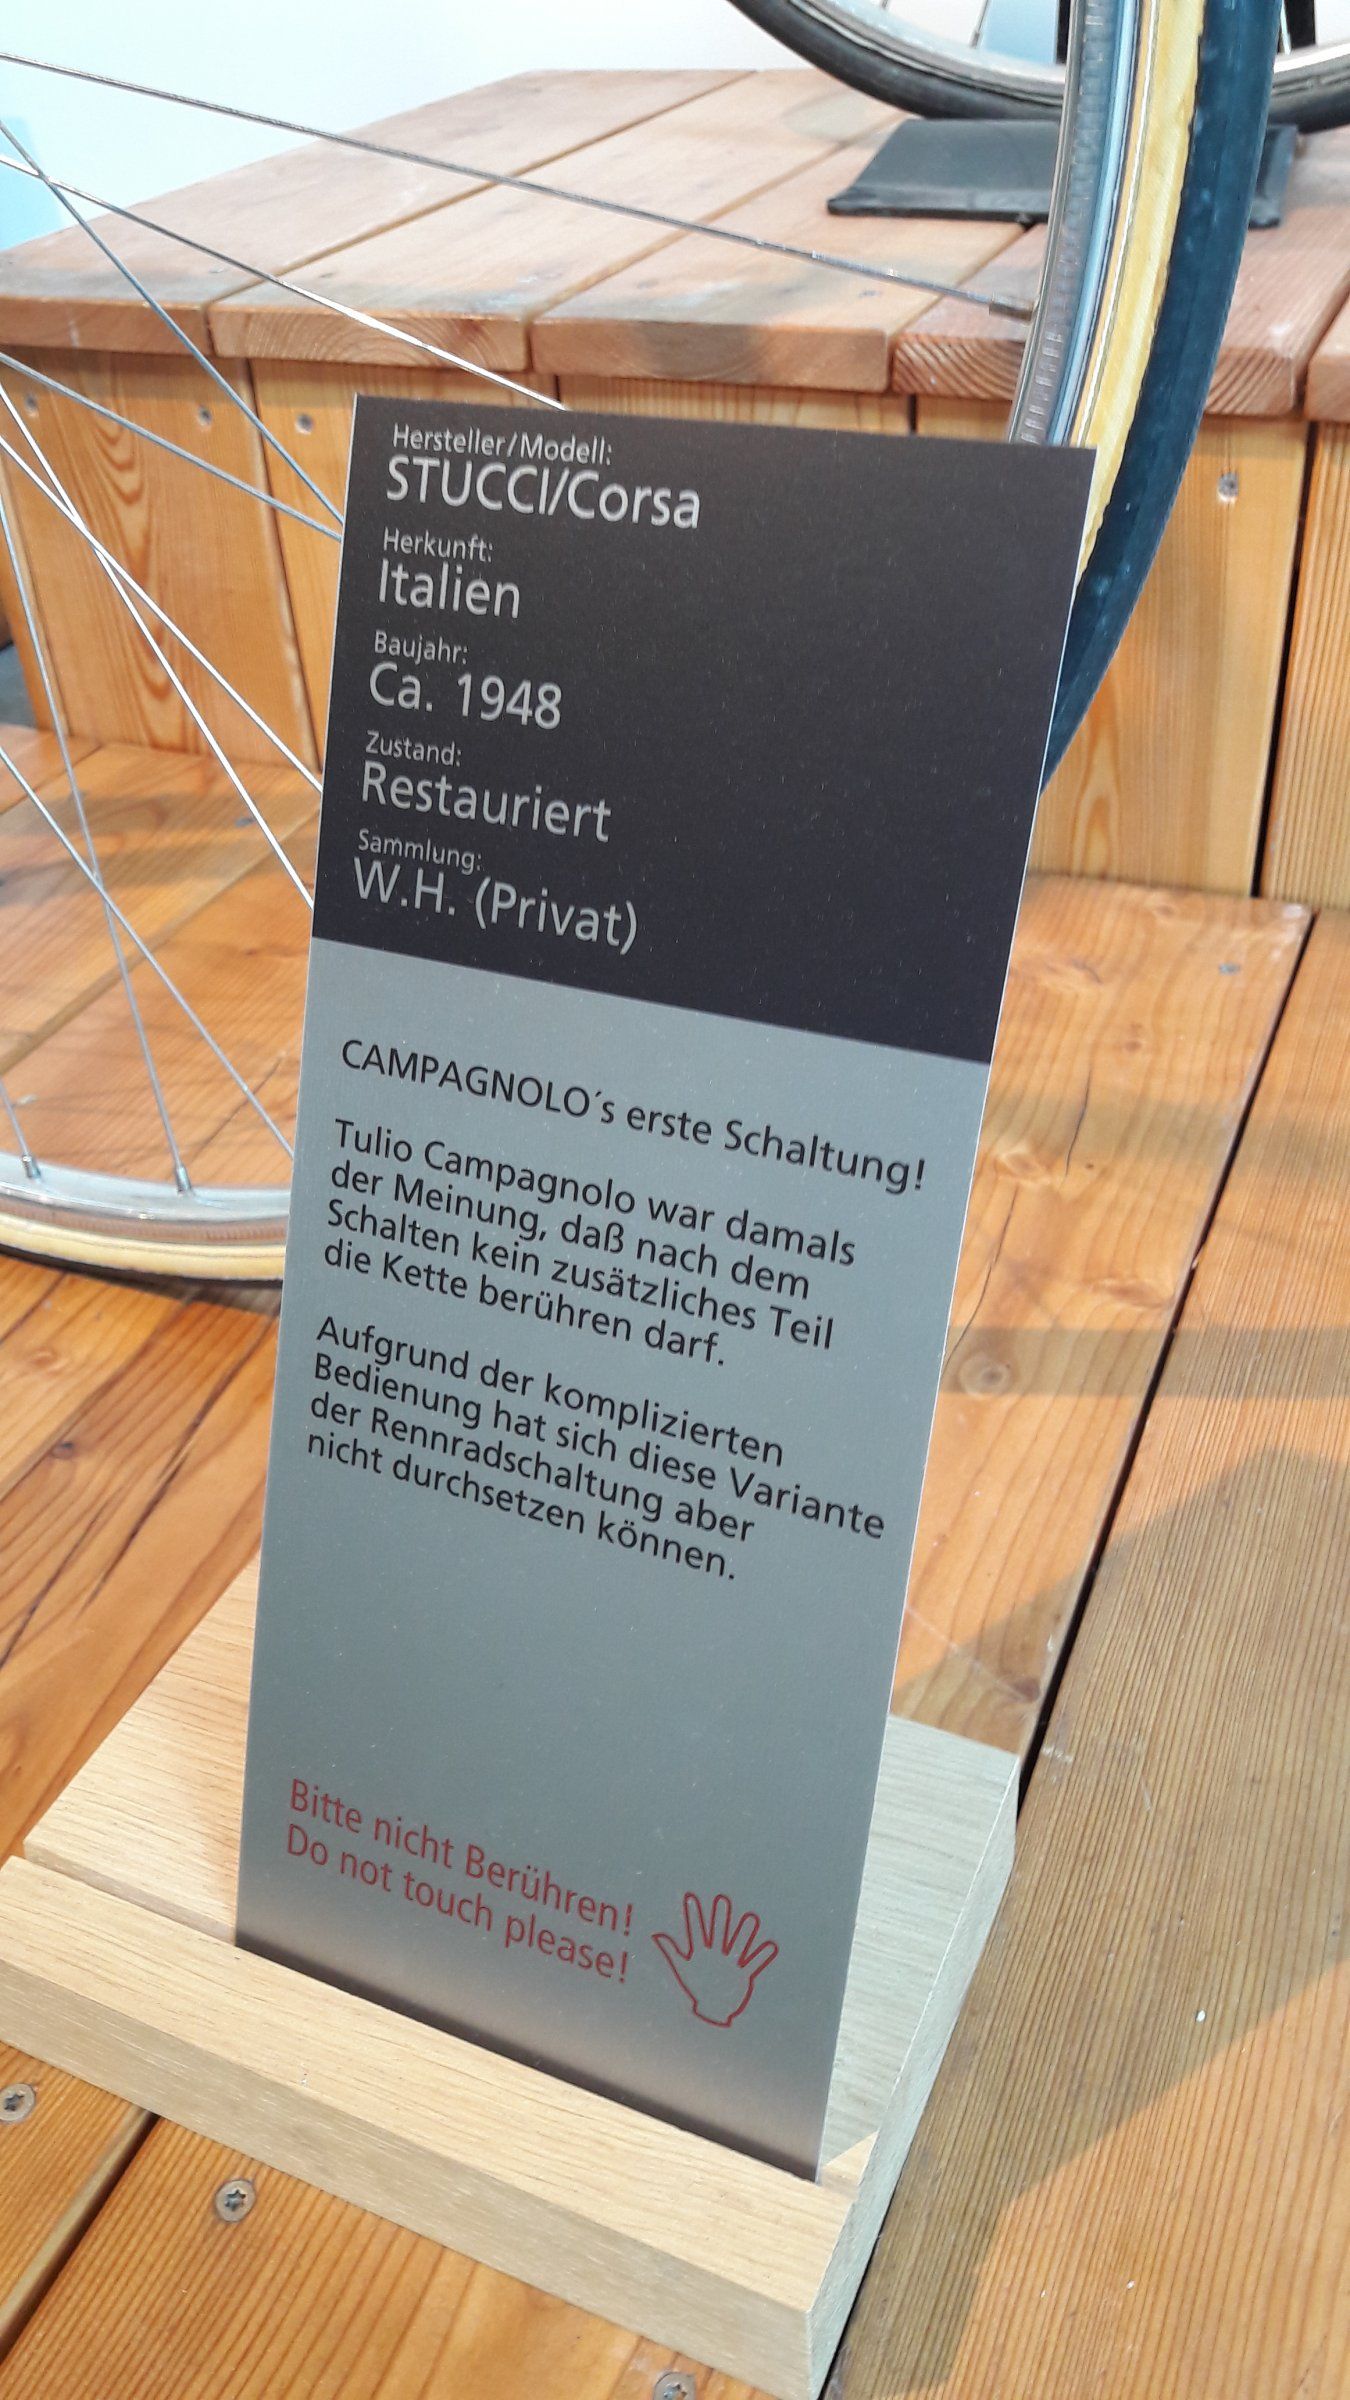 Hersteller/Modell:
STUCCI/Corsa
Herkunft:
Italien
Baujahr:
Ca. 1948
Zustand:
Restauriert
Sammlung:
W.H. (Privat)
CAMPAGNOLO´s erste Schaltung!
Tulio Campagnolo war damals
der Meinung, daß nach dem
Schalten kein zusätzliches Teil
die Kette berühren darf.
Aufgrund der komplizierten
Bedienung hat sich diese Variante
der Rennradschaltung aber
nicht durchsetzen können.
Bitte nicht Berühren!
Do not touch please!